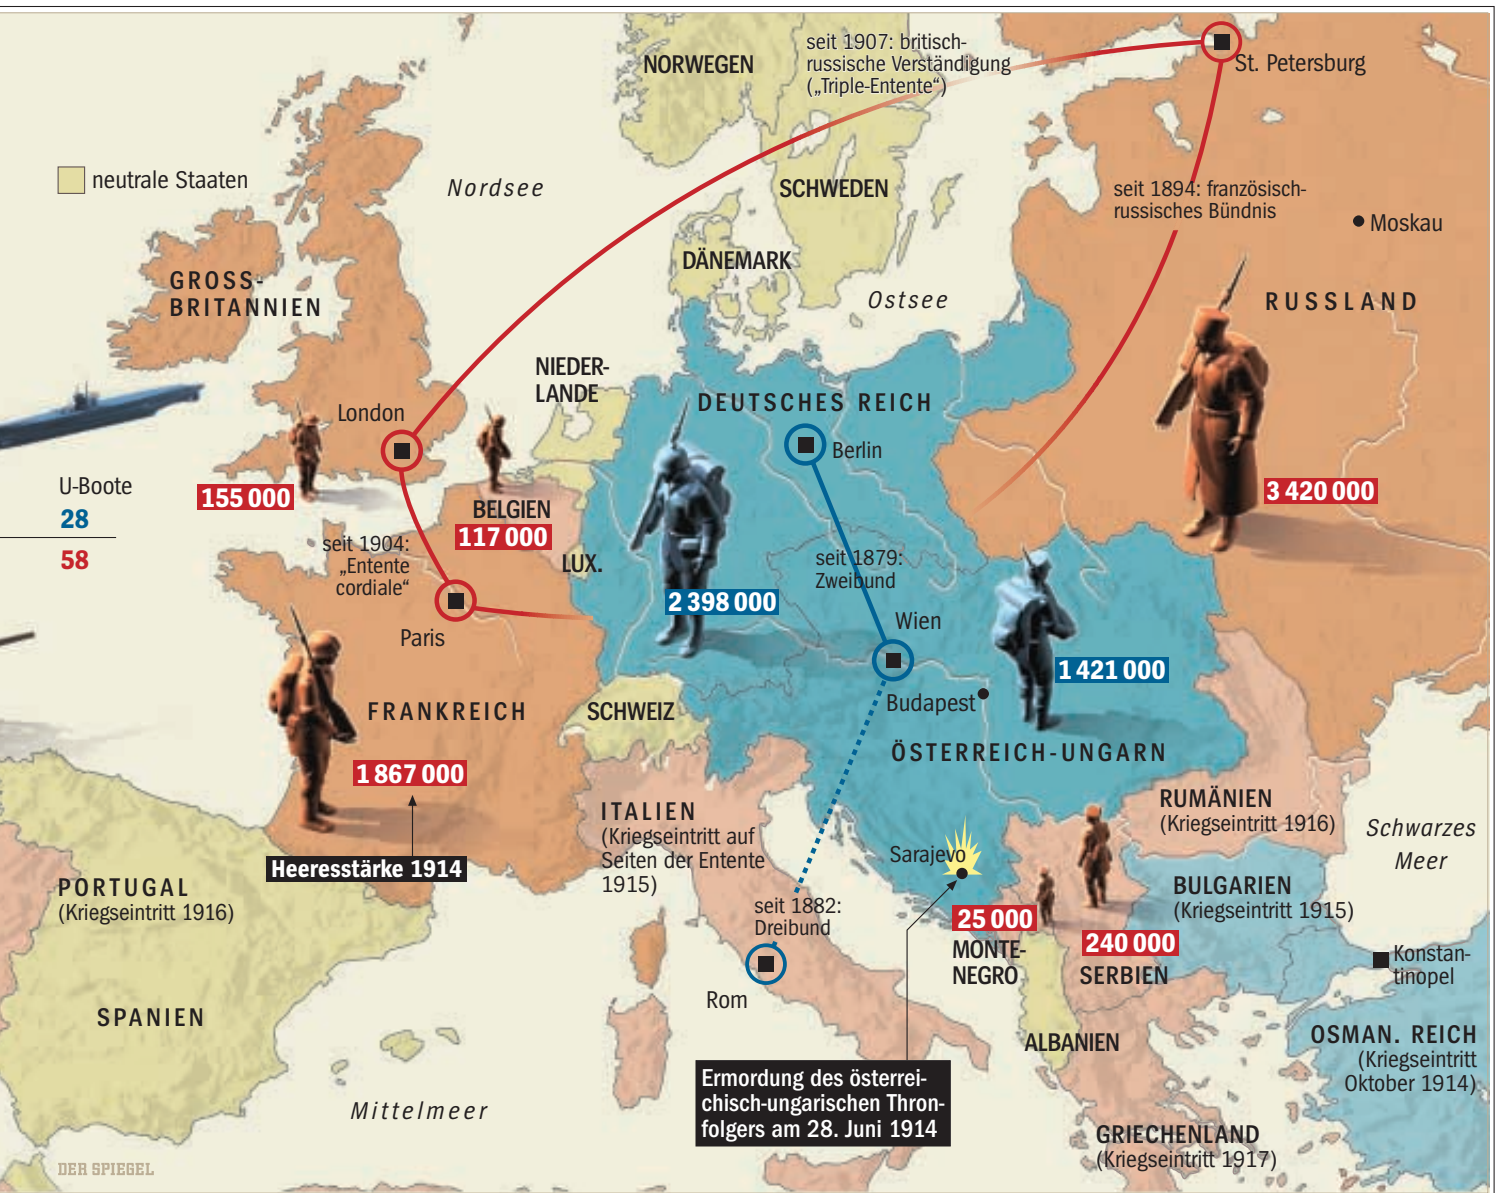 NORWEGEN
seit 1907: britisch-
russische Verständigung
(„Triple-Entente“)
St. Petersburg
neutrale Staaten
Nordsee
SCHWEDEN
seit 1894: französisch-
russisches Bündnis
Moskau
DÄNEMARK
GROSS-
BRITANNIEN
Ostsee
RUSSLAND
NIEDER-
LANDE
DEUTSCHES REICH
London
Berlin
U-Boote
28
58
155 000
BELGIEN
117 000
3 420 000
seit 1904:
„Entente
cordiale“
LUX.
seit 1879:
Zweibund
2 398 000
Paris
Wien
1 421 000
Budapest
FRANKREICH
SCHWEIZ
ÖSTERREICH-UNGARN
1 867 000
Heeresstärke 1914
ITALIEN
(Kriegseintritt auf
Seiten der Entente
1915)
RUMÄNIEN
(Kriegseintritt 1916)
Schwarzes
Meer
Sarajevo
PORTUGAL
(Kriegseintritt 1916)
BULGARIEN
(Kriegseintritt 1915)
seit 1882:
Dreibund
25 000
MONTE-
NEGRO
240 000
SERBIEN
Konstan-
tinopel
Rom
SPANIEN
ALBANIEN
OSMAN. REICH
(Kriegseintritt
Oktober 1914)
Ermordung des österrei-
chisch-ungarischen Thron-
folgers am 28. Juni 1914
Mittelmeer
GRIECHENLAND
(Kriegseintritt 1917)
DER SPIEGEL